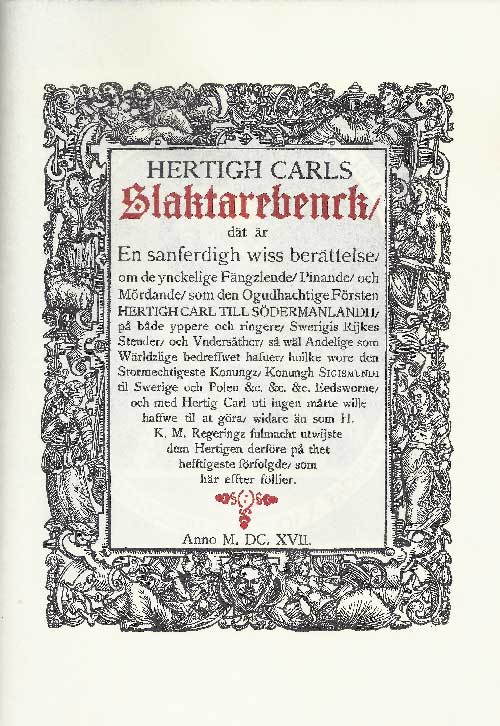 HERTIGH CARLS
Slaktarebenck/
dät är
En sanferdigh wiss berättelse/
om de ynckelige Fängzlende/ Pinande/ och
Mördande/ som den Ogudhachtige Försten
HERTIGH CARL TILL SÖDERMANLANDH/
på både yppere och ringere/ Swerigis Rijkes
Stender/ och Vndersåther/ så wäl Andelige som
Wärldzlige bedreffwet hafuer/ huilke wore den
Stormechtigeste Konungz/ Konungh SIGISMUNDI
til Swerige och Polen &c. &c. &c. Eedsworne/
och med Hertig Carl uti ingen måtte wille
haffwe til at göra/ widare än som H.
K. M. Regeringz fulmacht utwijste
dem Hertigen derföre på thet
hefftigeste förfolgde/ som
här effter föllier.
Anno M. DC. XVII.